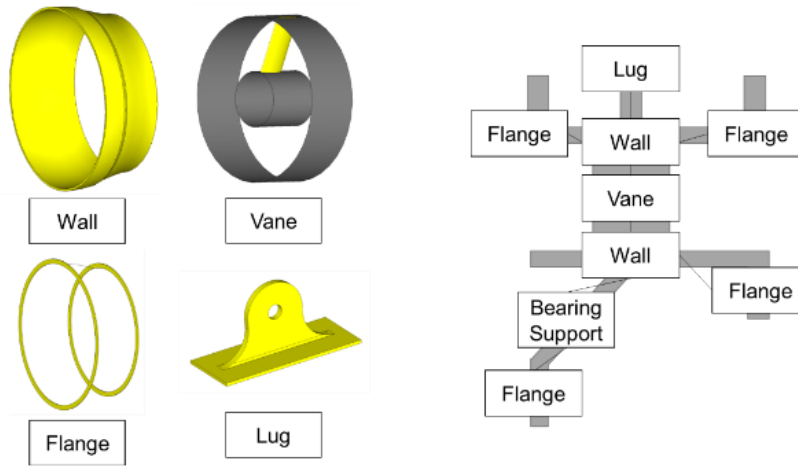 Wall
Vane
Flange
Lug
Lug
Flange
Wall
Flange
Vane
Wall
Flange
Bearing
Support
Flange